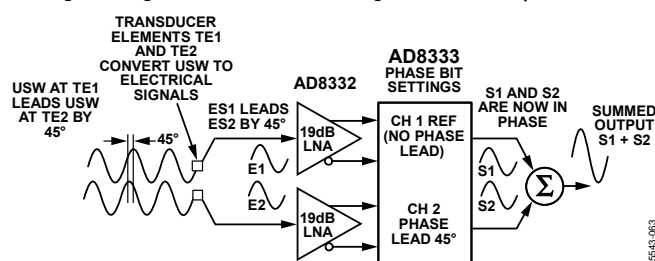 TRANSDUCER
ELEMENTS TE1
AND TE2
CONVERT USW TO
ELECTRICAL
SIGNALS
USW AT TE1
LEADS USW
AT TE2 BY
45°
45°
ES1 LEADS
ES2 BY 45°
AD8332
19dB
LNA
E1
E2
19dB
LNA
AD8333
PHASE BIT
SETTINGS
CH 1 REF
(NO PHASE
LEAD)
CH 2
PHASE
LEAD 45°
S1 AND S2
ARE NOW IN
PHASE
S1
S2
Σ
SUMMED
OUTPUT
S1 + S2
5543-063